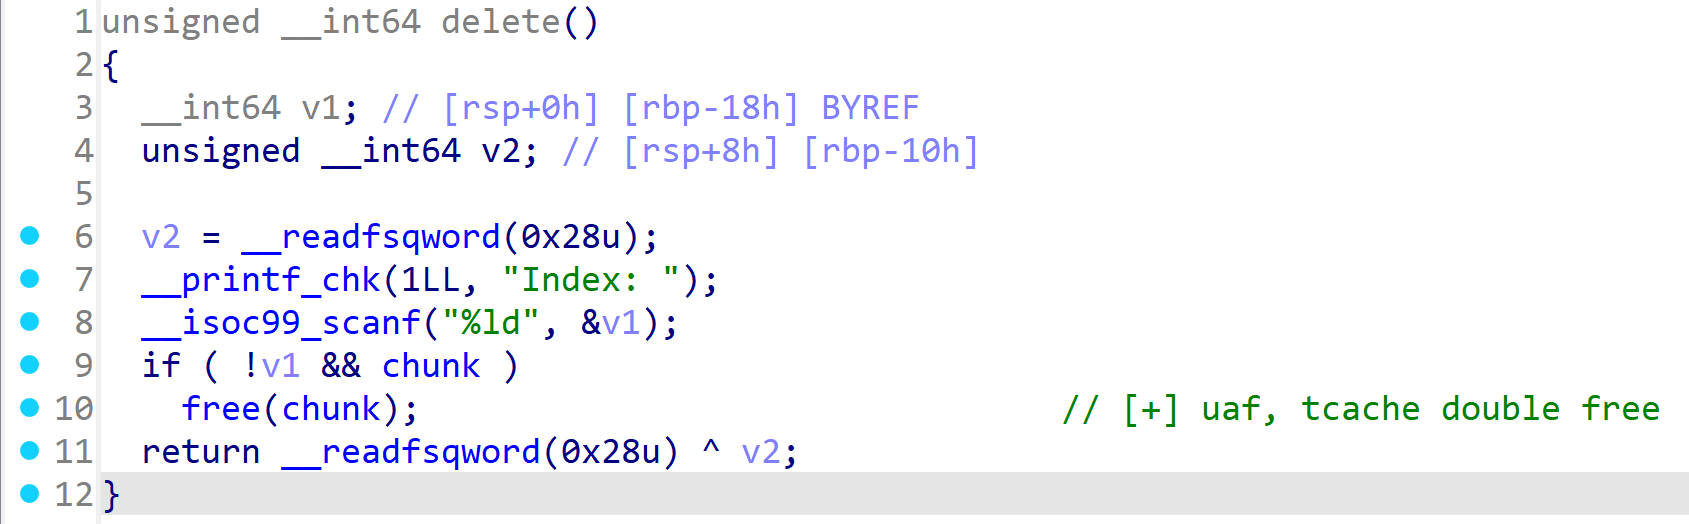 1 unsigned __int64 delete()
2 {
3   __int64 v1; // [rsp+0h] [rbp-18h] BYREF
4   unsigned __int64 v2; // [rsp+8h] [rbp-10h]
5
6   v2 = __readfsqword(0x28u);
7   __printf_chk(1LL, "Index: ");
8   __isoc99_scanf("%ld", &v1);
9   if ( !v1 && chunk )
10     free(chunk);                                // [+] uaf, tcache double free
11   return __readfsqword(0x28u) ^ v2;
12 }